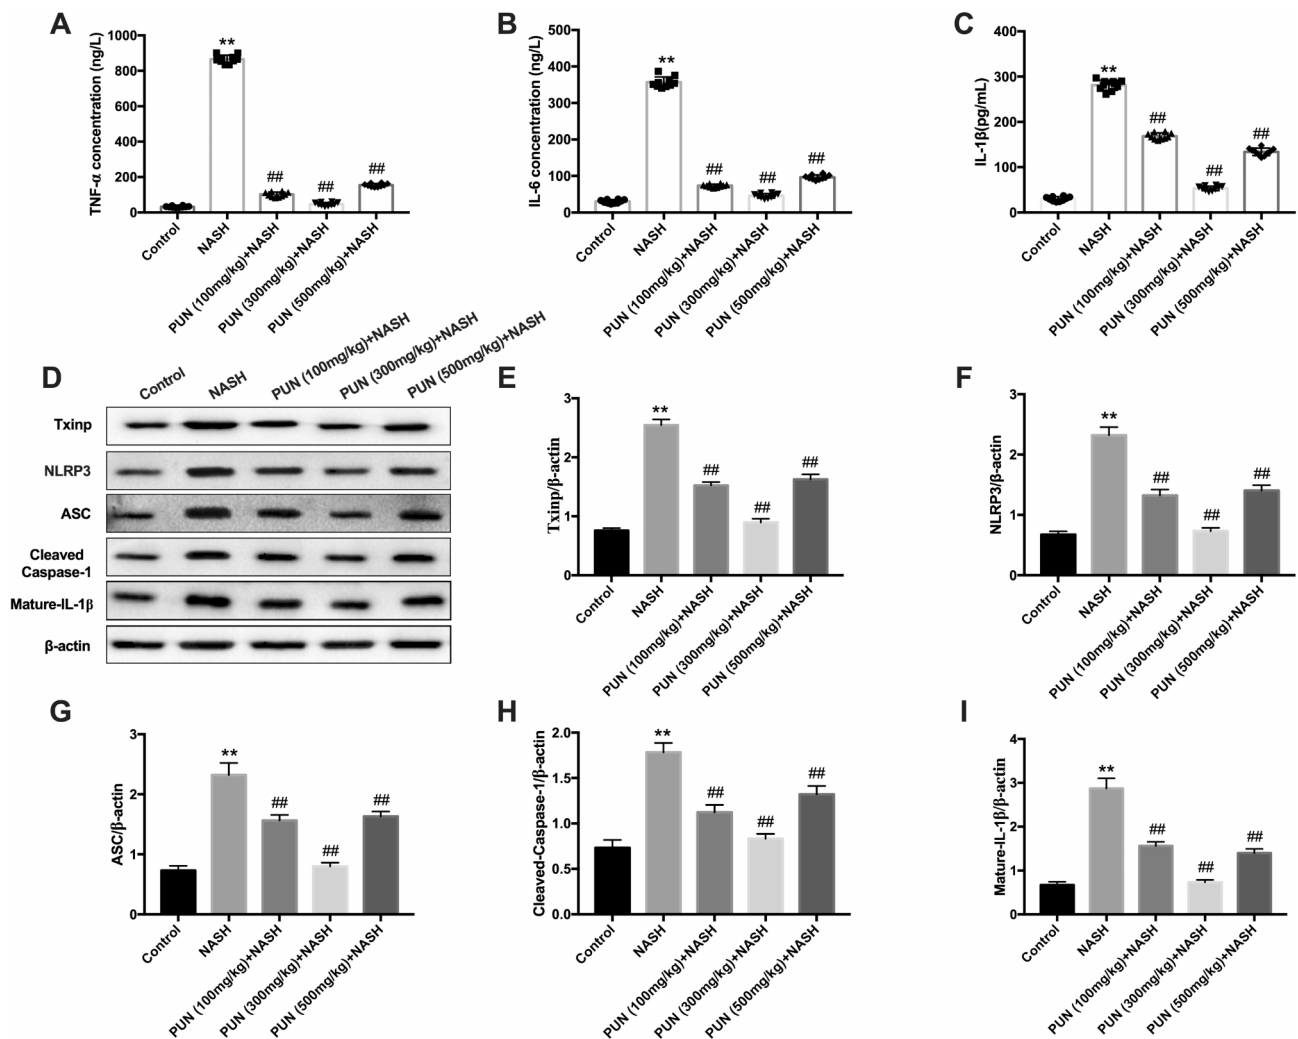 A
TNF-α concentration (ng/L)
1000
800
600
400
200
0
**
##
##
##
Control
NASH
PUN (100mg/kg)+NASH
PUN (300mg/kg)+NASH
PUN (500mg/kg)+NASH
B
IL-6 concentration (ng/L)
500
400
300
200
100
0
**
##
##
##
Control
NASH
PUN (100mg/kg)+NASH
PUN (300mg/kg)+NASH
PUN (500mg/kg)+NASH
C
IL-1β(pg/mL)
400
300
200
100
0
**
##
##
##
Control
NASH
PUN (100mg/kg)+NASH
PUN (300mg/kg)+NASH
PUN (500mg/kg)+NASH
D
Control
NASH
PUN (100mg/kg)+NASH
PUN (300mg/kg)+NASH
PUN (500mg/kg)+NASH
Txinp
NLRP3
ASC
Cleaved
Caspase-1
Mature-IL-1β
β-actin
E
Txinp/β-actin
3
2
1
0
**
##
##
##
Control
NASH
PUN (100mg/kg)+NASH
PUN (300mg/kg)+NASH
PUN (500mg/kg)+NASH
F
NLRP3/β-actin
3
2
1
0
**
##
##
##
Control
NASH
PUN (100mg/kg)+NASH
PUN (300mg/kg)+NASH
PUN (500mg/kg)+NASH
G
ASC/β-actin
3
2
1
0
**
##
##
##
Control
NASH
PUN (100mg/kg)+NASH
PUN (300mg/kg)+NASH
PUN (500mg/kg)+NASH
H
Cleaved-Caspase-1/β-actin
2.0
1.5
1.0
0.5
0.0
**
##
##
##
Control
NASH
PUN (100mg/kg)+NASH
PUN (300mg/kg)+NASH
PUN (500mg/kg)+NASH
I
Mature-IL-1β/β-actin
4
3
2
1
0
**
##
##
##
Control
NASH
PUN (100mg/kg)+NASH
PUN (300mg/kg)+NASH
PUN (500mg/kg)+NASH